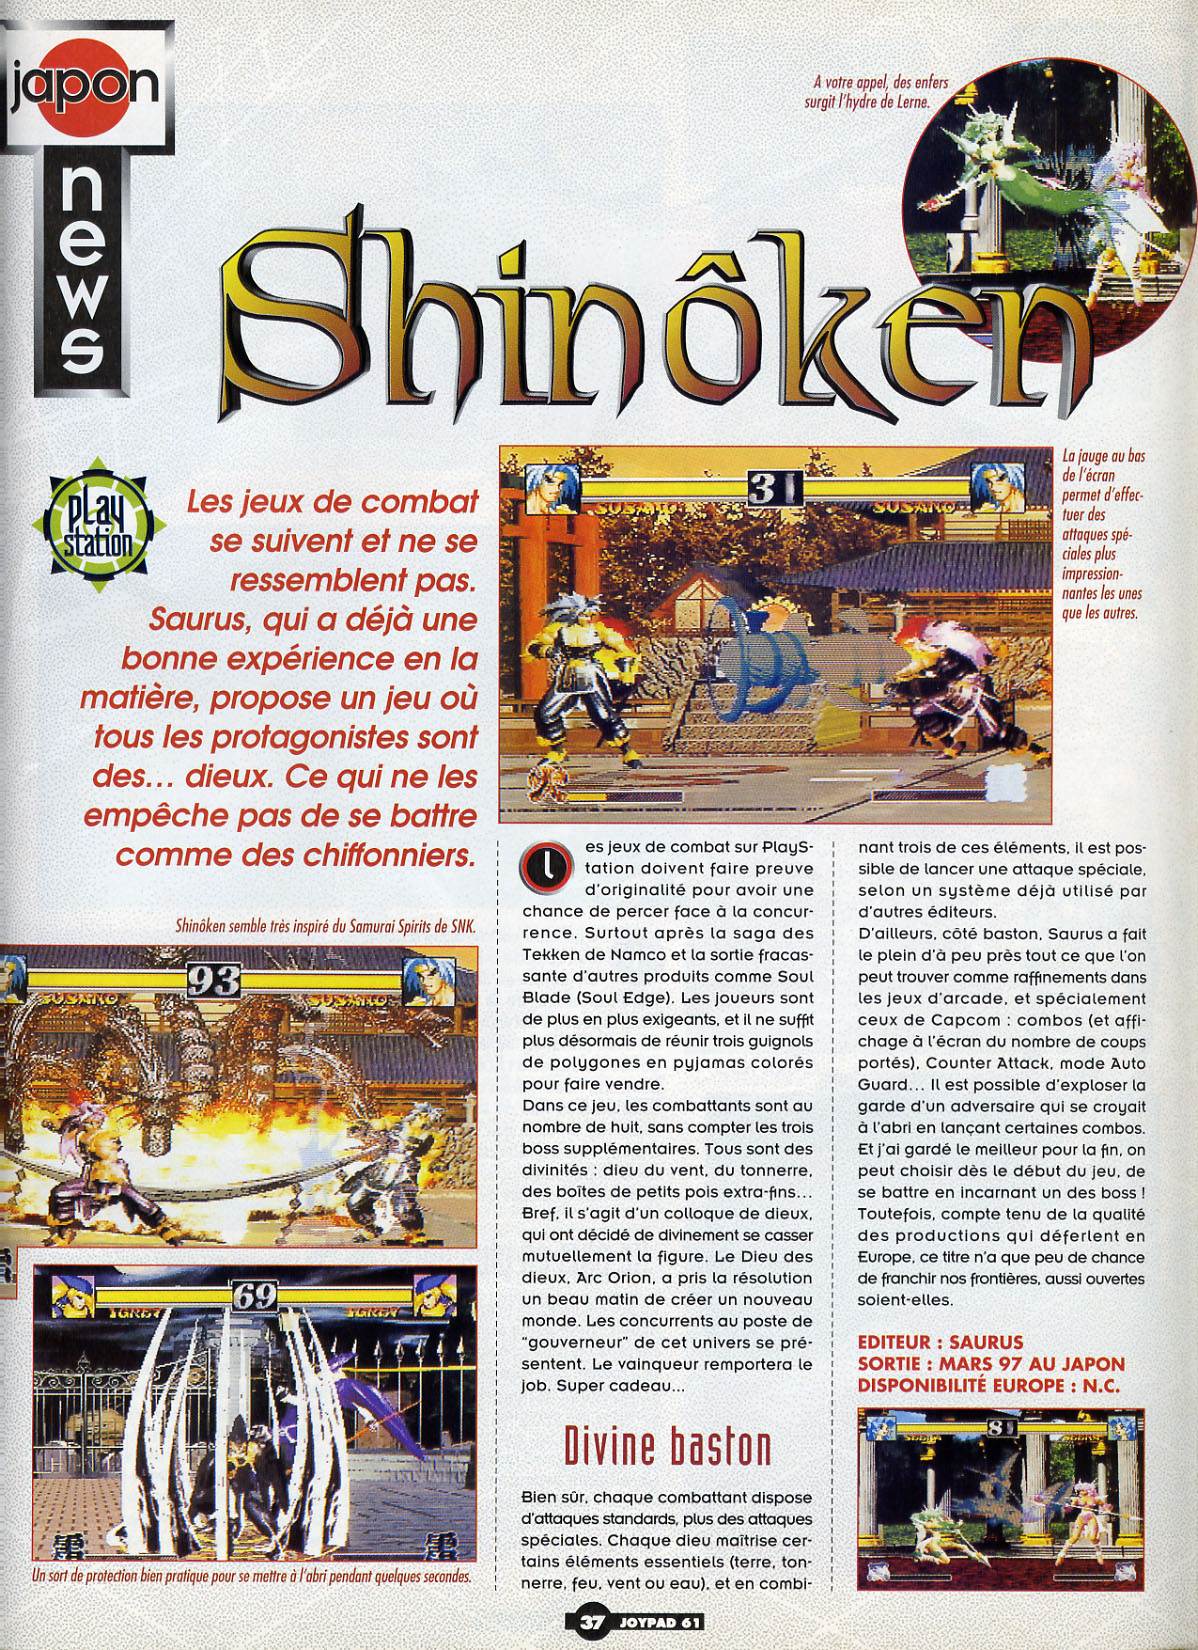 japon
news
A votre appel, des enfers
surgit l'hydre de Lerne.
Shinôken
PLAY
station
Les jeux de combat
se suivent et ne se
ressemblent pas.
Saurus, qui a déjà une
bonne expérience en la
matière, propose un jeu où
tous les protagonistes sont
des... dieux. Ce qui ne les
empêche pas de se battre
comme des chiffonniers.
31
SUSANO SUSANO
La jauge au bas
de l'écran
permet d'effec-
tuer des
attaques spé-
ciales plus
impression-
nantes les unes
que les autres.
Shinôken semble très inspiré du Samurai Spirits de SNK.
93
SUSANO SUSANO
69
Un sort de protection bien pratique pour se mettre à l'abri pendant quelques secondes.
les jeux de combat sur PlayS-
tation doivent faire preuve
d'originalité pour avoir une
chance de percer face à la concur-
rence. Surtout après la saga des
Tekken de Namco et la sortie fracas-
sante d'autres produits comme Soul
Blade (Soul Edge). Les joueurs sont
de plus en plus exigeants, et il ne suffit
plus désormais de réunir trois guignols
de polygones en pyjamas colorés
pour faire vendre.
Dans ce jeu, les combattants sont au
nombre de huit, sans compter les trois
boss supplémentaires. Tous sont des
divinités : dieu du vent, du tonnerre,
des boîtes de petits pois extra-fins...
Bref, il s'agit d'un colloque de dieux,
qui ont décidé de divinement se casser
mutuellement la figure. Le Dieu des
dieux, Arc Orion, a pris la résolution
un beau matin de créer un nouveau
monde. Les concurrents au poste de
"gouverneur" de cet univers se pré-
sentent. Le vainqueur remportera le
job. Super cadeau...
Divine baston
Bien sûr, chaque combattant dispose
d'attaques standards, plus des attaques
spéciales. Chaque dieu maîtrise cer-
tains éléments essentiels (terre, ton-
nerre, feu, vent ou eau), et en combi-
nant trois de ces éléments, il est pos-
sible de lancer une attaque spéciale,
selon un système déjà utilisé par
d'autres éditeurs.
D'ailleurs, côté baston, Saurus a fait
le plein d'à peu près tout ce que l'on
peut trouver comme raffinements dans
les jeux d'arcade, et spécialement
ceux de Capcom : combos (et affi-
chage à l'écran du nombre de coups
portés), Counter Attack, mode Auto
Guard... Il est possible d'exploser la
garde d'un adversaire qui se croyait
à l'abri en lançant certaines combos.
Et j'ai gardé le meilleur pour la fin, on
peut choisir dès le début du jeu, de
se battre en incarnant un des boss !
Toutefois, compte tenu de la qualité
des productions qui déferlent en
Europe, ce titre n'a que peu de chance
de franchir nos frontières, aussi ouvertes
soient-elles.
EDITEUR : SAURUS
SORTIE : MARS 97 AU JAPON
DISPONIBILITÉ EUROPE : N.C.
81
37 JOYPAD 61